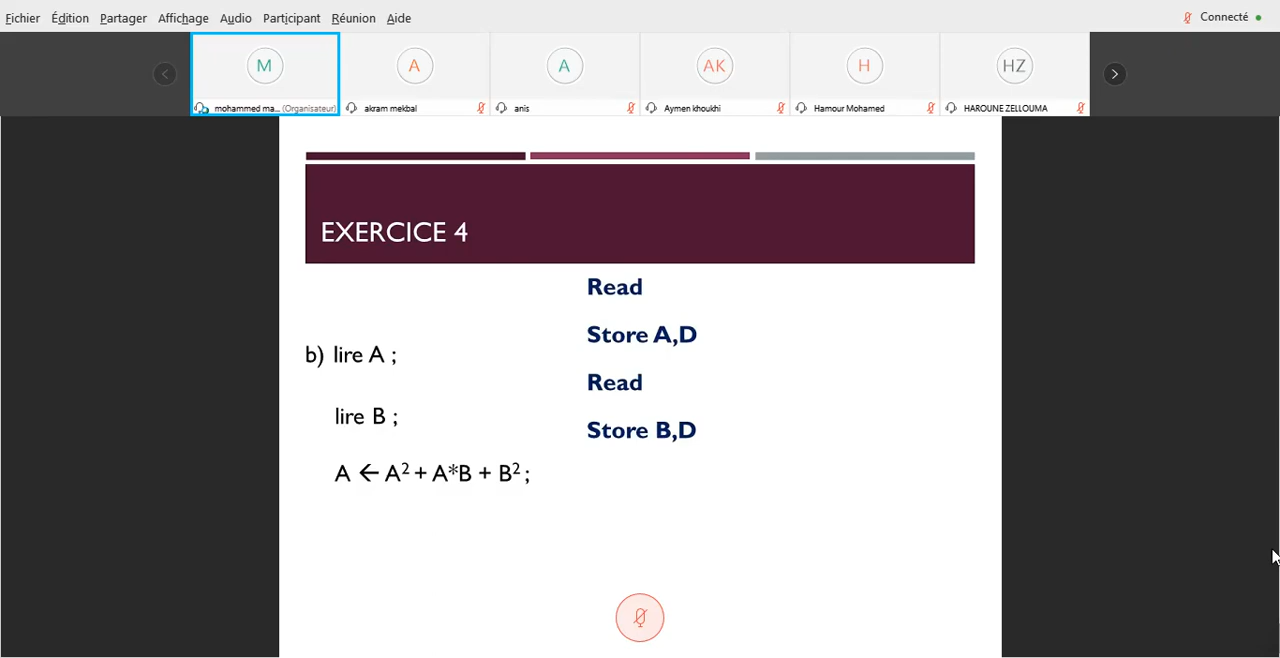 Fichier Édition Partager Affichage Audio Participant Réunion Aide
Connecté
M
A
A
AK
H
HZ
mohammed ma... (Organisateur)
akram mekbal
anis
Aymen khoukhi
Hamour Mohamed
HAROUNE ZELLOUMA
EXERCICE 4
Read
Store A,D
b) lire A ;
Read
lire B ;
Store B,D
A ← A² + A*B + B² ;